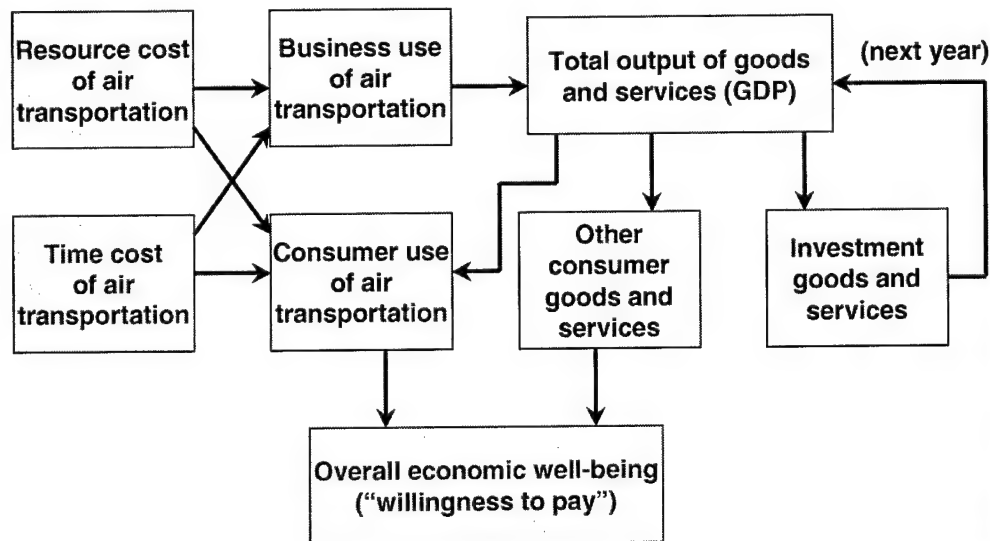 Resource cost
of air
transportation
Business use
of air
transportation
Total output of goods
and services (GDP)
(next year)
Time cost
of air
transportation
Consumer use
of air
transportation
Other
consumer
goods and
services
Investment
goods and
services
Overall economic well-being
(“willingness to pay”)